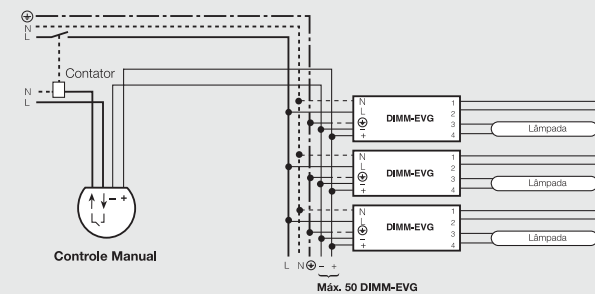 N
L
Contator
N
L
− +
Controle Manual
N
L
−
+
DIMM-EVG
1
2
3
4
Lâmpada
N
L
−
+
DIMM-EVG
1
2
3
4
Lâmpada
N
L
−
+
DIMM-EVG
1
2
3
4
Lâmpada
L N − +
Máx. 50 DIMM-EVG